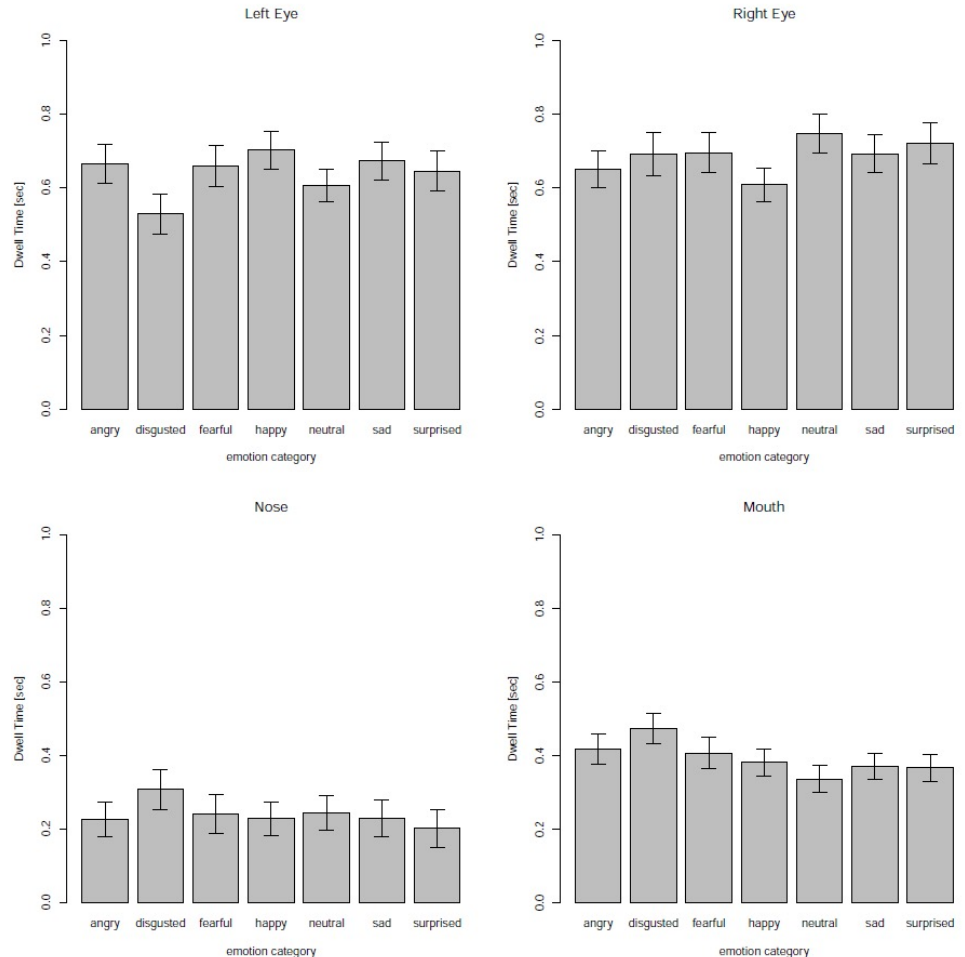 Left Eye
1.0
0.8
0.6
0.4
0.2
0.0
Dwell Time [sec]
angry disgusted fearful happy neutral sad surprised
emotion category
Right Eye
1.0
0.8
0.6
0.4
0.2
0.0
Dwell Time [sec]
angry disgusted fearful happy neutral sad surprised
emotion category
Nose
1.0
0.8
0.6
0.4
0.2
0.0
Dwell Time [sec]
angry disgusted fearful happy neutral sad surprised
emotion category
Mouth
1.0
0.8
0.6
0.4
0.2
0.0
Dwell Time [sec]
angry disgusted fearful happy neutral sad surprised
emotion category